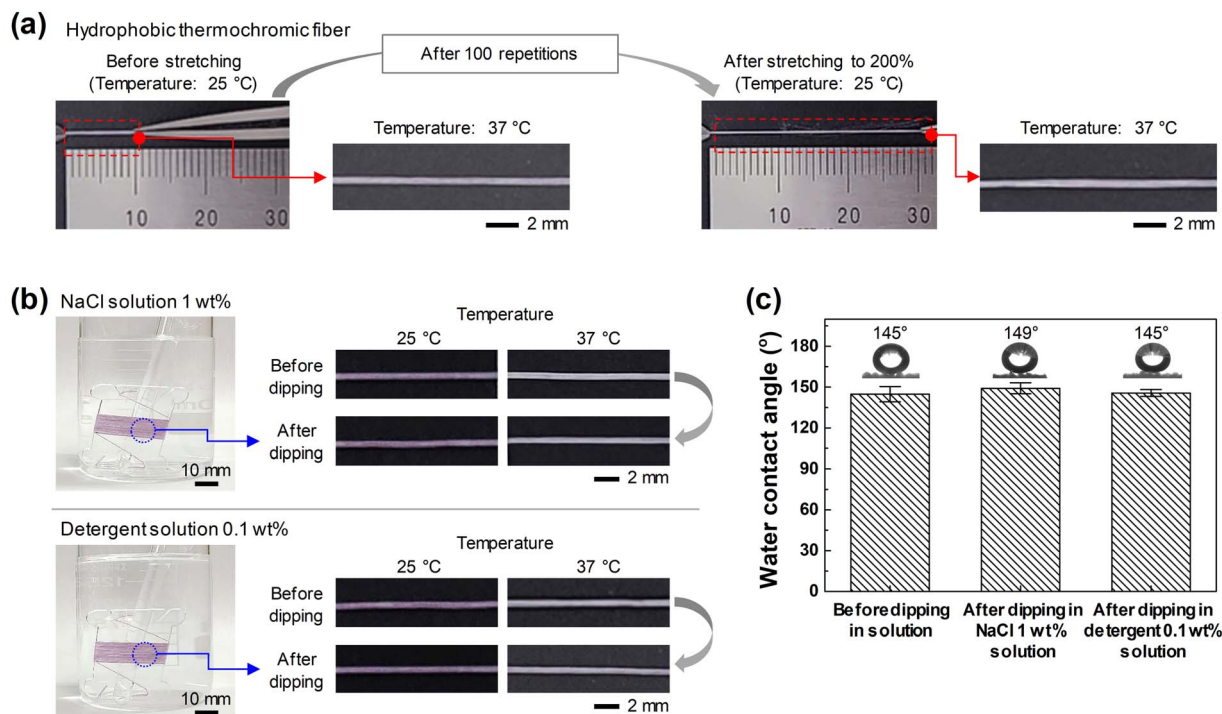 (a) Hydrophobic thermochromic fiber
Before stretching
(Temperature: 25 °C)
After 100 repetitions
After stretching to 200%
(Temperature: 25 °C)
Temperature: 37 °C
Temperature: 37 °C
10 20 30
10 20 30
2 mm
2 mm
(b)
NaCl solution 1 wt%
Temperature
25 °C 37 °C
Before
dipping
After
dipping
10 mm
2 mm
Detergent solution 0.1 wt%
Temperature
25 °C 37 °C
Before
dipping
After
dipping
10 mm
2 mm
(c)
Water contact angle (°)
180
150
120
90
60
30
0
145° 149° 145°
Before dipping
in solution
After dipping in
NaCl 1 wt%
solution
After dipping in
detergent 0.1 wt%
solution